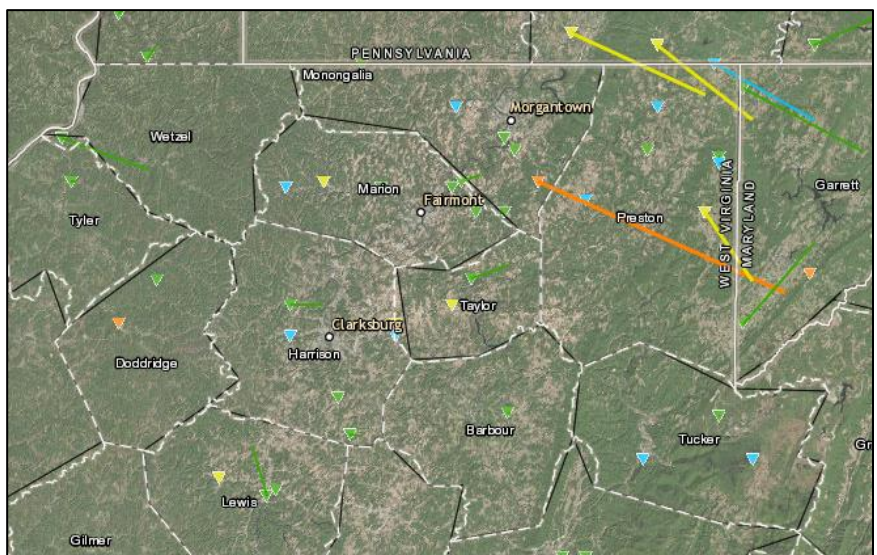 PENNSYLVANIA
Monongalia
Morgantown
Wetzel
Marion
Garrett
Tyler
Fairmont
Preston
WEST VIRGINIA
MARYLAND
Taylor
Clarksburg
Harrison
Doddridge
Barbour
Tucker
Gr
Lewis
Gilmer